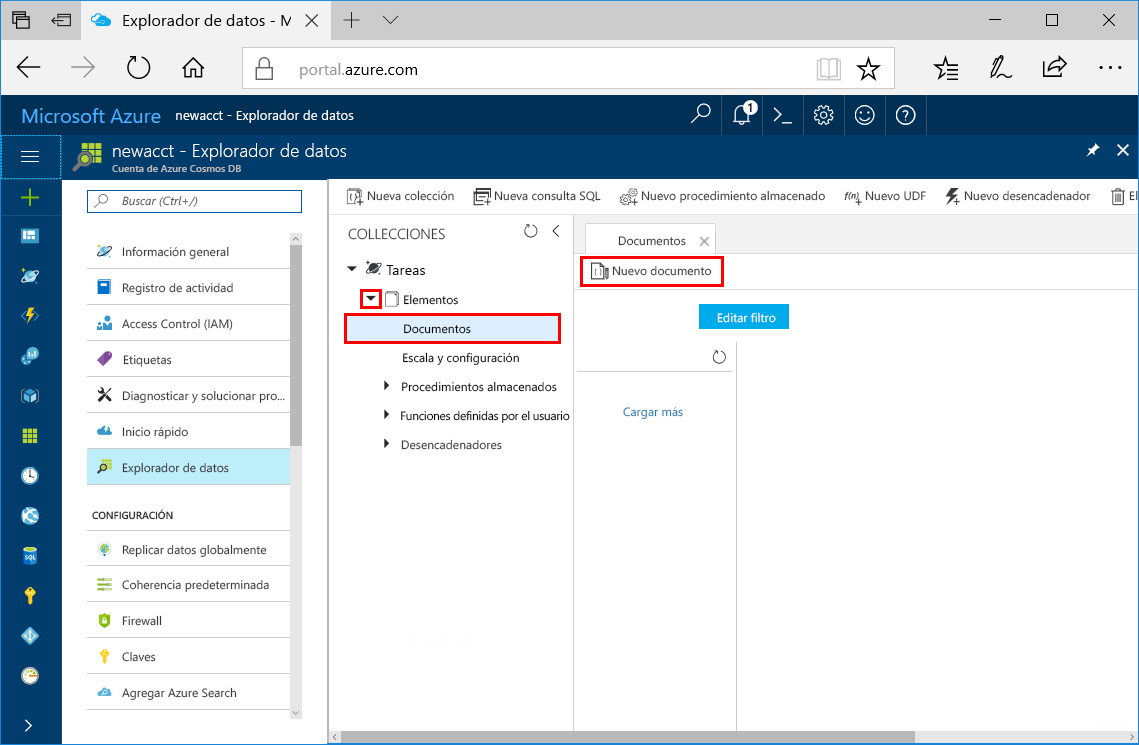 Explorador de datos - M
portal.azure.com
Microsoft Azure newacct - Explorador de datos
1
newacct - Explorador de datos
Cuenta de Azure Cosmos DB
Buscar (Ctrl+/)
Información general
Registro de actividad
Access Control (IAM)
Etiquetas
Diagnosticar y solucionar pro...
Inicio rápido
Explorador de datos
CONFIGURACIÓN
Replicar datos globalmente
Coherencia predeterminada
Firewall
Claves
Agregar Azure Search
SQL
Nueva colección
Nueva consulta SQL
Nuevo procedimiento almacenado
f(n) Nuevo UDF
Nuevo desencadenador
El
COLLECCIONES
Tareas
Elementos
Documentos
Escala y configuración
Procedimientos almacenados
Funciones definidas por el usuario
Desencadenadores
Documentos
Nuevo documento
Editar filtro
Cargar más